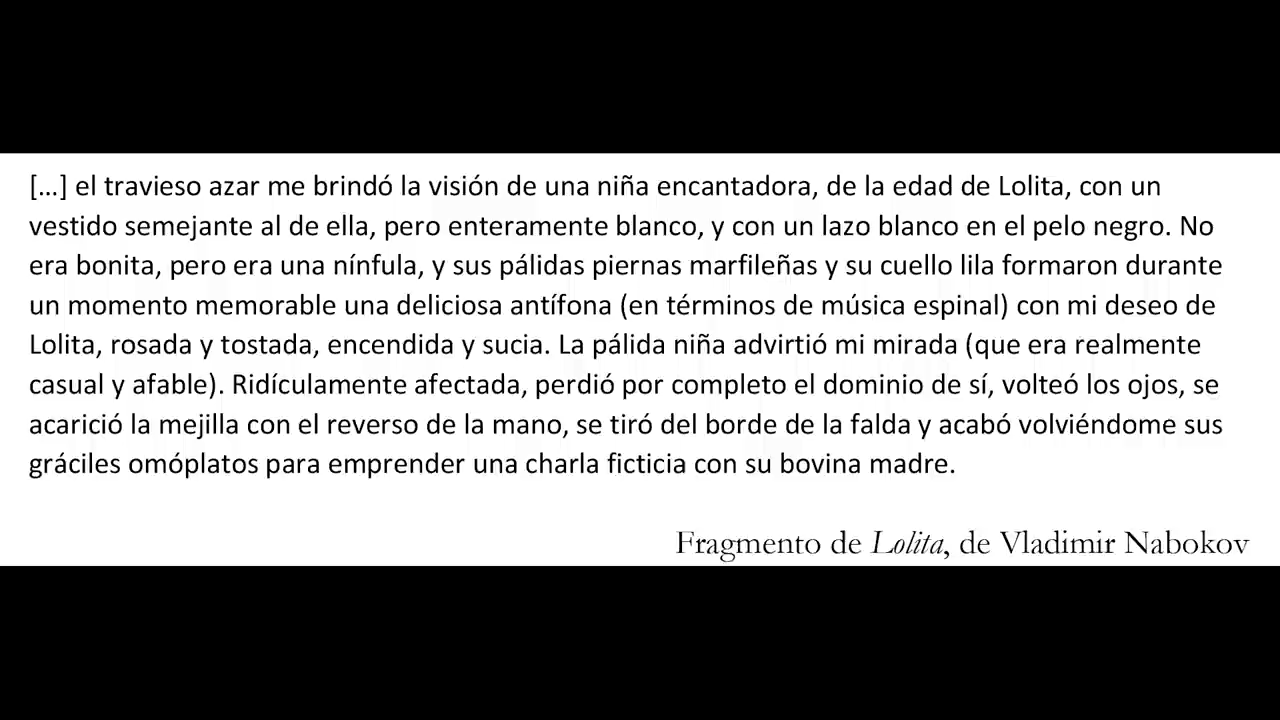 [...] el travieso azar me brindó la visión de una niña encantadora, de la edad de Lolita, con un
vestido semejante al de ella, pero enteramente blanco, y con un lazo blanco en el pelo negro. No
era bonita, pero era una nínfula, y sus pálidas piernas marfileñas y su cuello lila formaron durante
un momento memorable una deliciosa antífona (en términos de música espinal) con mi deseo de
Lolita, rosada y tostada, encendida y sucia. La pálida niña advirtió mi mirada (que era realmente
casual y afable). Ridículamente afectada, perdió por completo el dominio de sí, volteó los ojos, se
acarició la mejilla con el reverso de la mano, se tiró del borde de la falda y acabó volviéndome sus
gráciles omóplatos para emprender una charla ficticia con su bovina madre.
Fragmento de Lolita, de Vladimir Nabokov